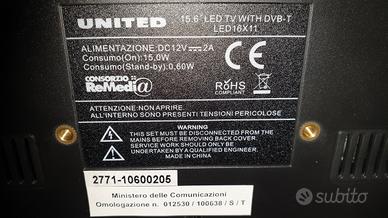 UNITED
15.6" LED TV WITH DVB-T
LED16X11
ALIMENTAZIONE:DC12V ⎓ 2A
Consumo(On):15,0W
Consumo(Stand-by):0,60W
CONSORZIO
ReMedi@
RoHS
COMPLIANT
ATTENZIONE:NON APRIRE.
ALL'INTERNO SONO PRESENTI TENSIONI PERICOLOSE
WARNING
THIS SET MUST BE DISCONNECTED FROM THE
MAINS BEFORE REMOVING BACK COVER.
SERVICE WORK SHOULD ONLY BE
UNDERTAKEN BY A QUALIFIED ENGINEER.
MADE IN CHINA
2771-10600205
Ministero delle Comunicazioni
Omologazione n. 012530 / 100638 / S / T
subito